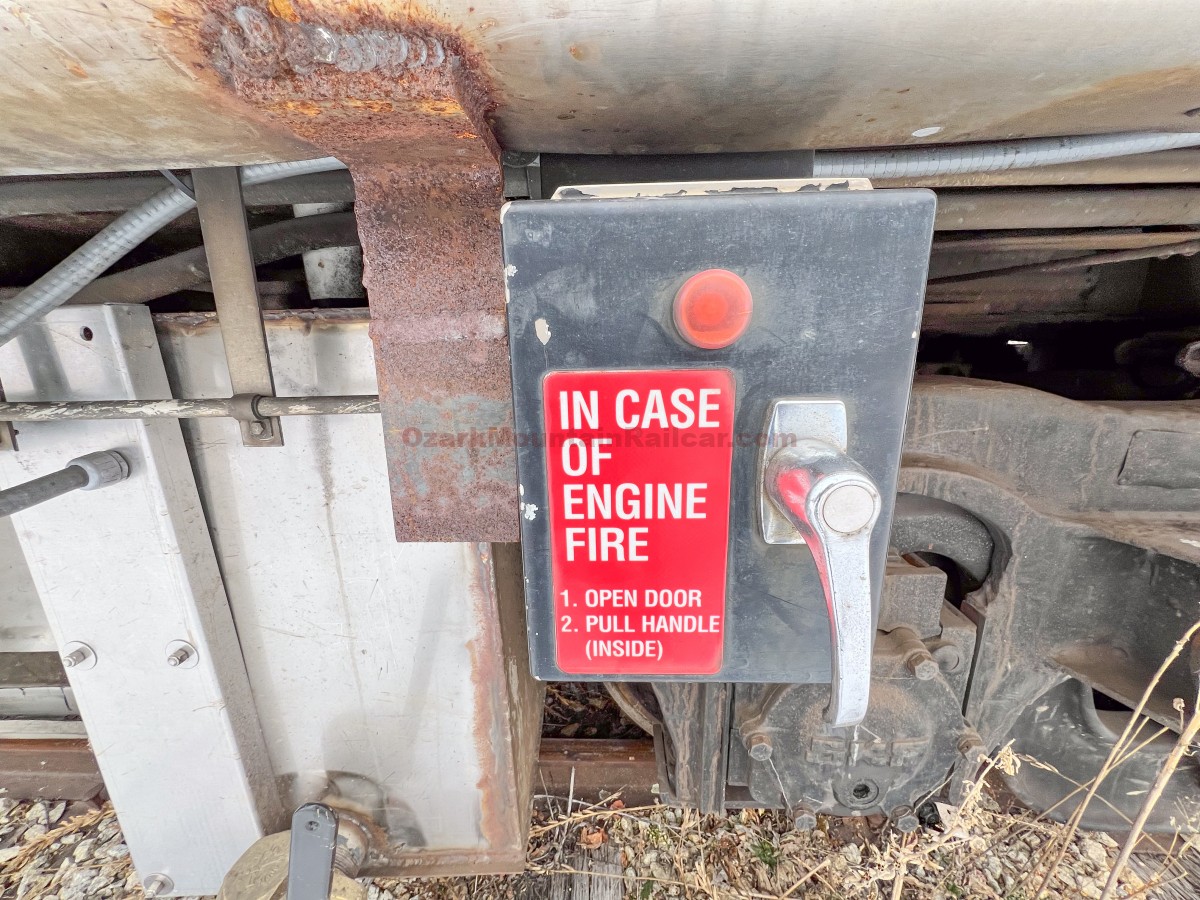 IN CASE
OF
ENGINE
FIRE
1. OPEN DOOR
2. PULL HANDLE
(INSIDE)
OzarkMountainRailcar.com